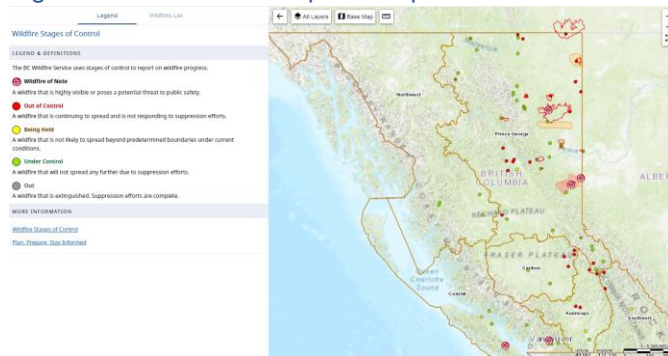 Legend
Wildfires List
All Layers
Base Map
Wildfire Stages of Control
LEGEND & DEFINITIONS
The BC Wildfire Service uses stages of control to report on wildfire progress.
Wildfire of Note
A wildfire that is highly visible or poses a potential threat to public safety.
Out of Control
A wildfire that is continuing to spread and is not responding to suppression efforts.
Being Held
A wildfire that is not likely to spread beyond predetermined boundaries under current
conditions.
Under Control
A wildfire that will not spread any further due to suppression efforts.
Out
A wildfire that is extinguished. Suppression efforts are complete.
MORE INFORMATION
Wildfire Stages of Control
Plan, Prepare, Stay Informed
Northwest
Prince George
BRITISH
COLUMBIA
ALBE
NECHAKO PLATEAU
FRASER PLATEAU
Cariboo
Queen
Charlotte
Sound
Coastal
Kamloops
Southeast